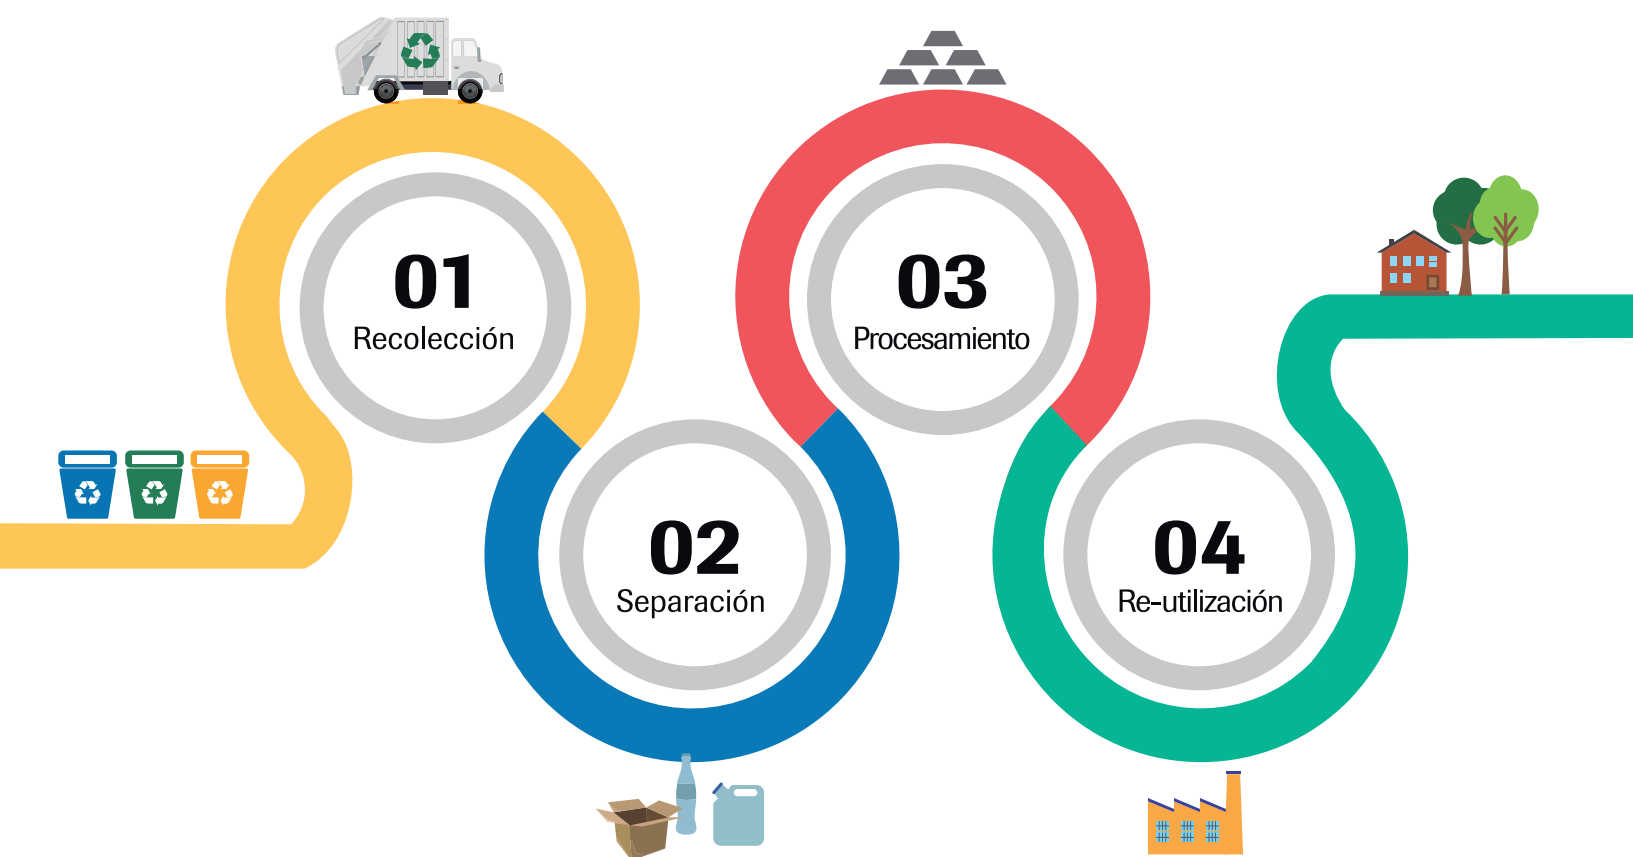 01
Recolección
02
Separación
03
Procesamiento
04
Re-utilización